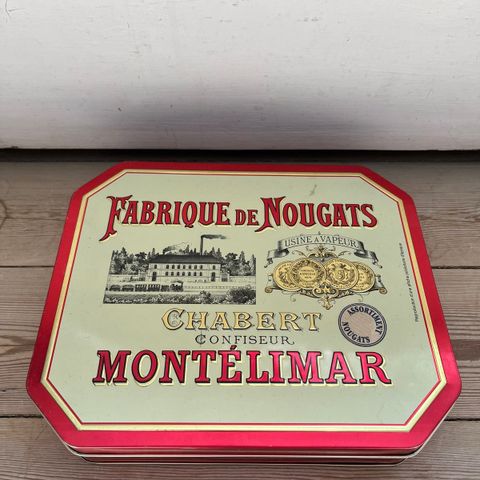 FABRIQUE DE NOUGATS
USINE A VAPEUR
CHABERT
CONFISEUR
ASSORTIMENT
NOUGATS
MONTÉLIMAR